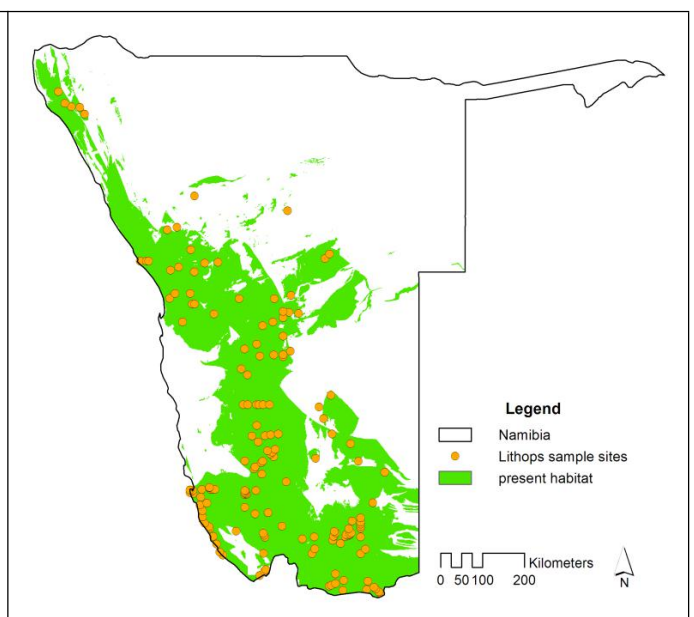 Legend
Namibia
Lithops sample sites
present habitat
Kilometers
0 50 100 200
N